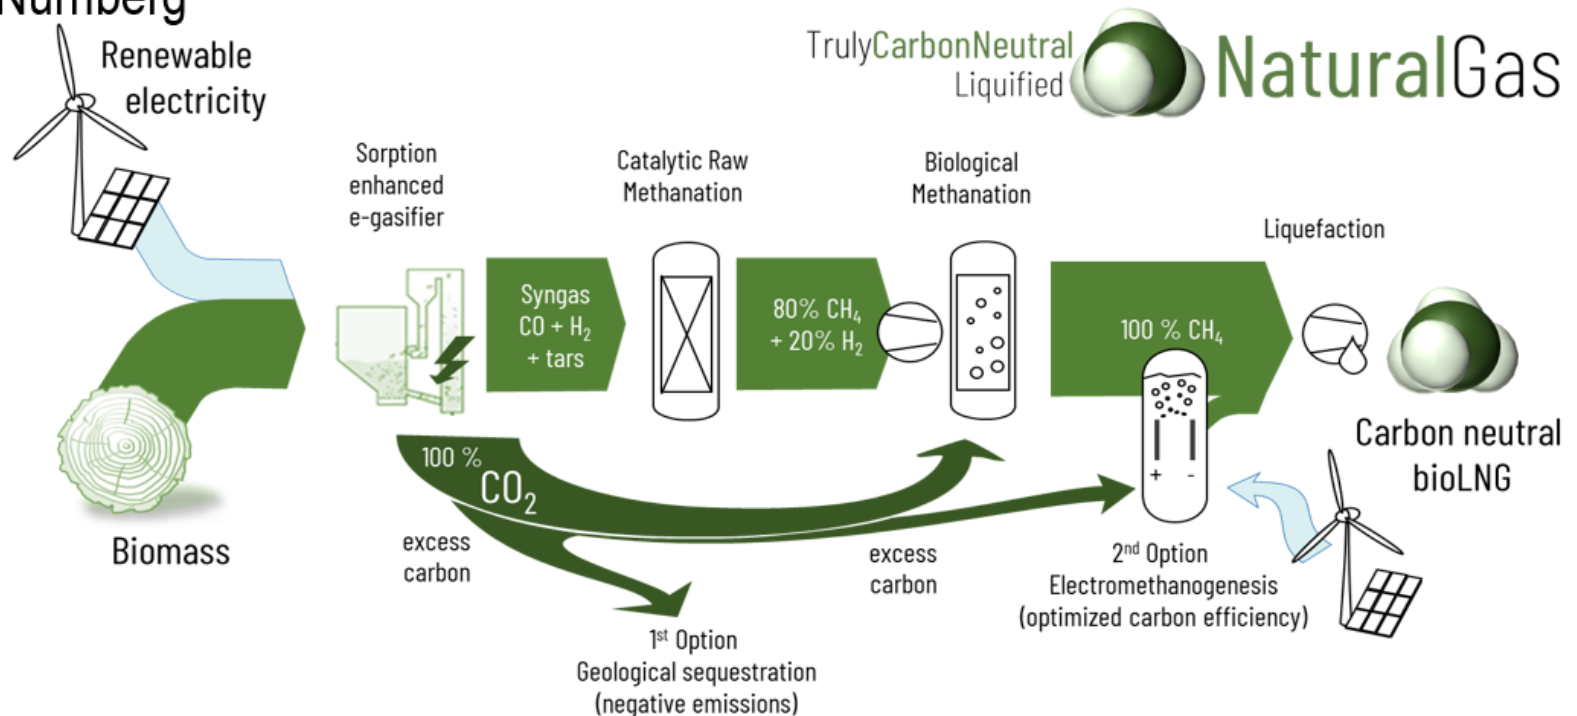 Nürnberg
Renewable
electricity
TrulyCarbonNeutral
Liquified
NaturalGas
Sorption
enhanced
e-gasifier
Catalytic Raw
Methanation
Biological
Methanation
Liquefaction
Syngas
CO + H₂
+ tars
80% CH₄
+ 20% H₂
100 % CH₄
Biomass
100 %
CO₂
excess
carbon
excess
carbon
+ -
Carbon neutral
bioLNG
1st Option
Geological sequestration
(negative emissions)
2nd Option
Electromethanogenesis
(optimized carbon efficiency)